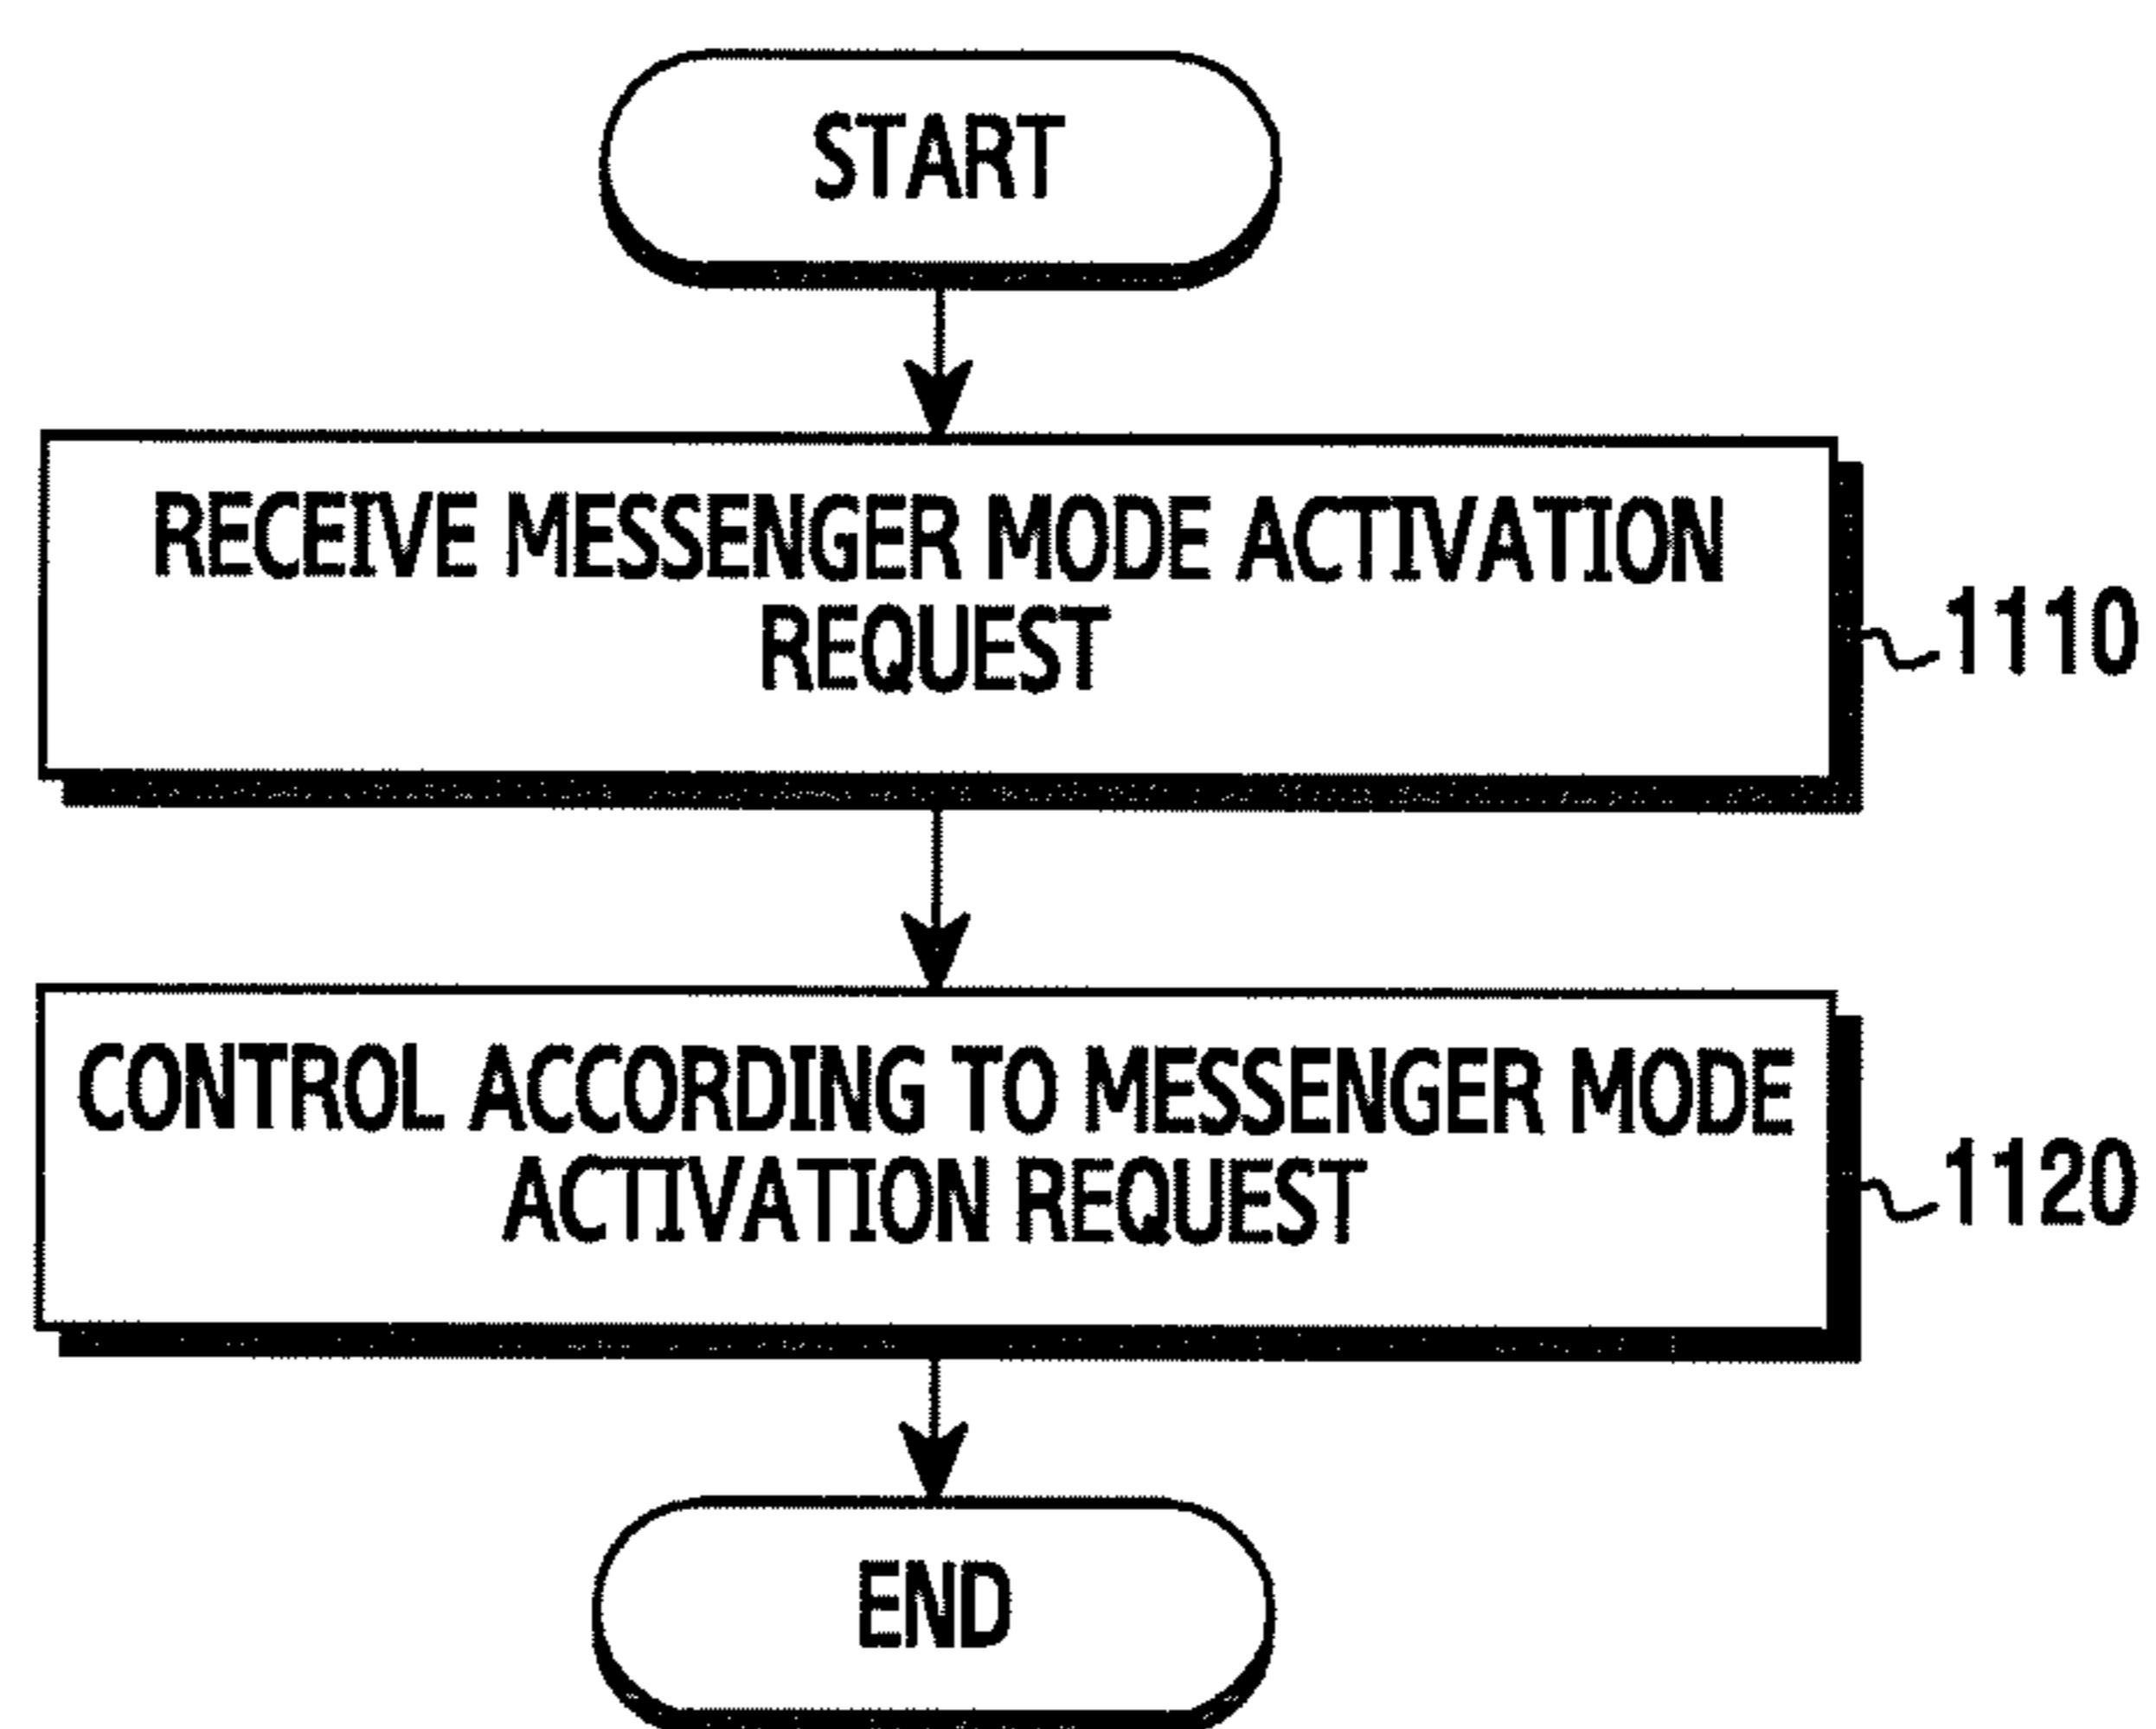 START
RECEIVE MESSENGER MODE ACTIVATION
REQUEST
1110
CONTROL ACCORDING TO MESSENGER MODE
ACTIVATION REQUEST
1120
END